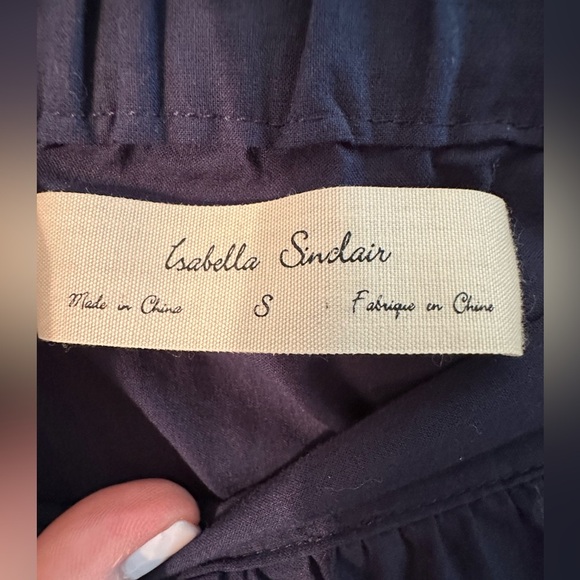 Isabella Sinclair
Made in China S Fabrique en Chine